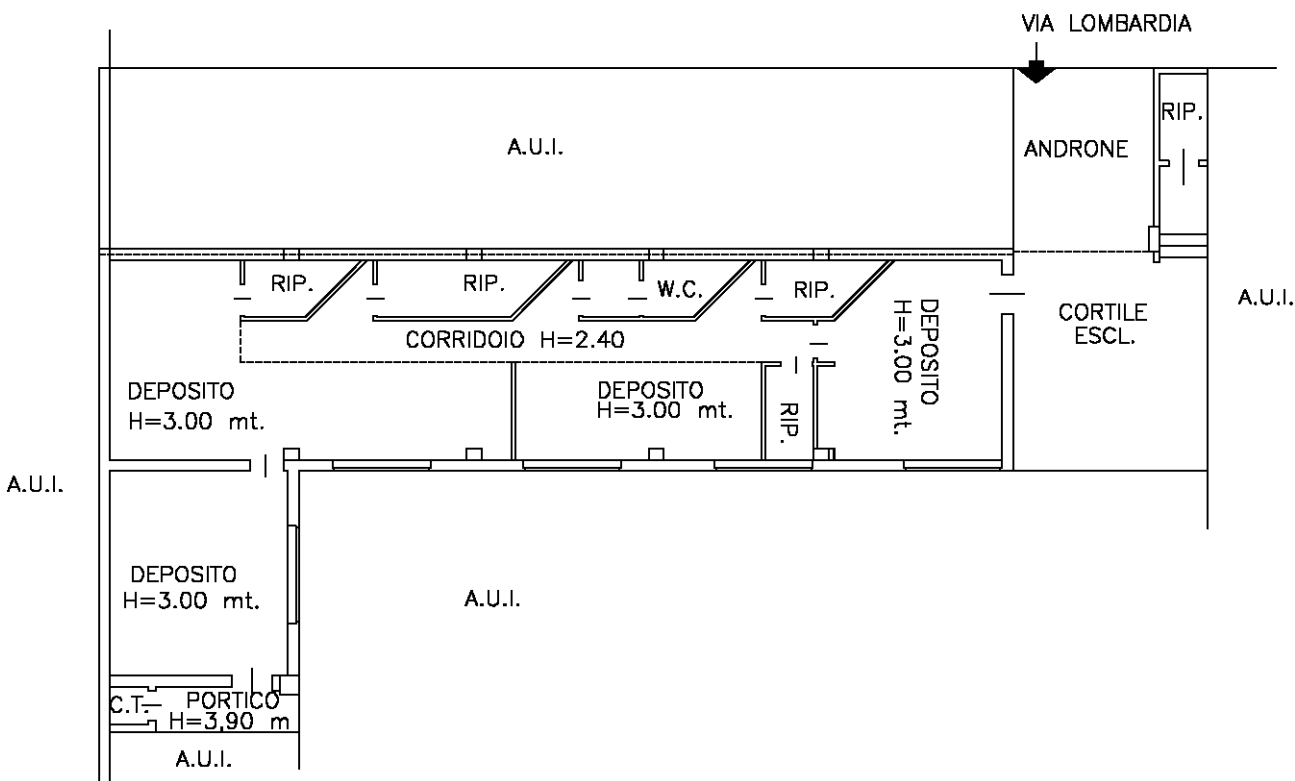 VIA LOMBARDIA
RIP.
A.U.I.
ANDRONE
RIP.
RIP.
W.C.
RIP.
A.U.I.
CORTILE
ESCL.
CORRIDOIO H=2.40
DEPOSITO
H=3.00 mt.
DEPOSITO
H=3.00 mt.
DEPOSITO
H=3.00 mt.
RIP.
A.U.I.
DEPOSITO
H=3.00 mt.
A.U.I.
C.T.
PORTICO
H=3,90 m
A.U.I.